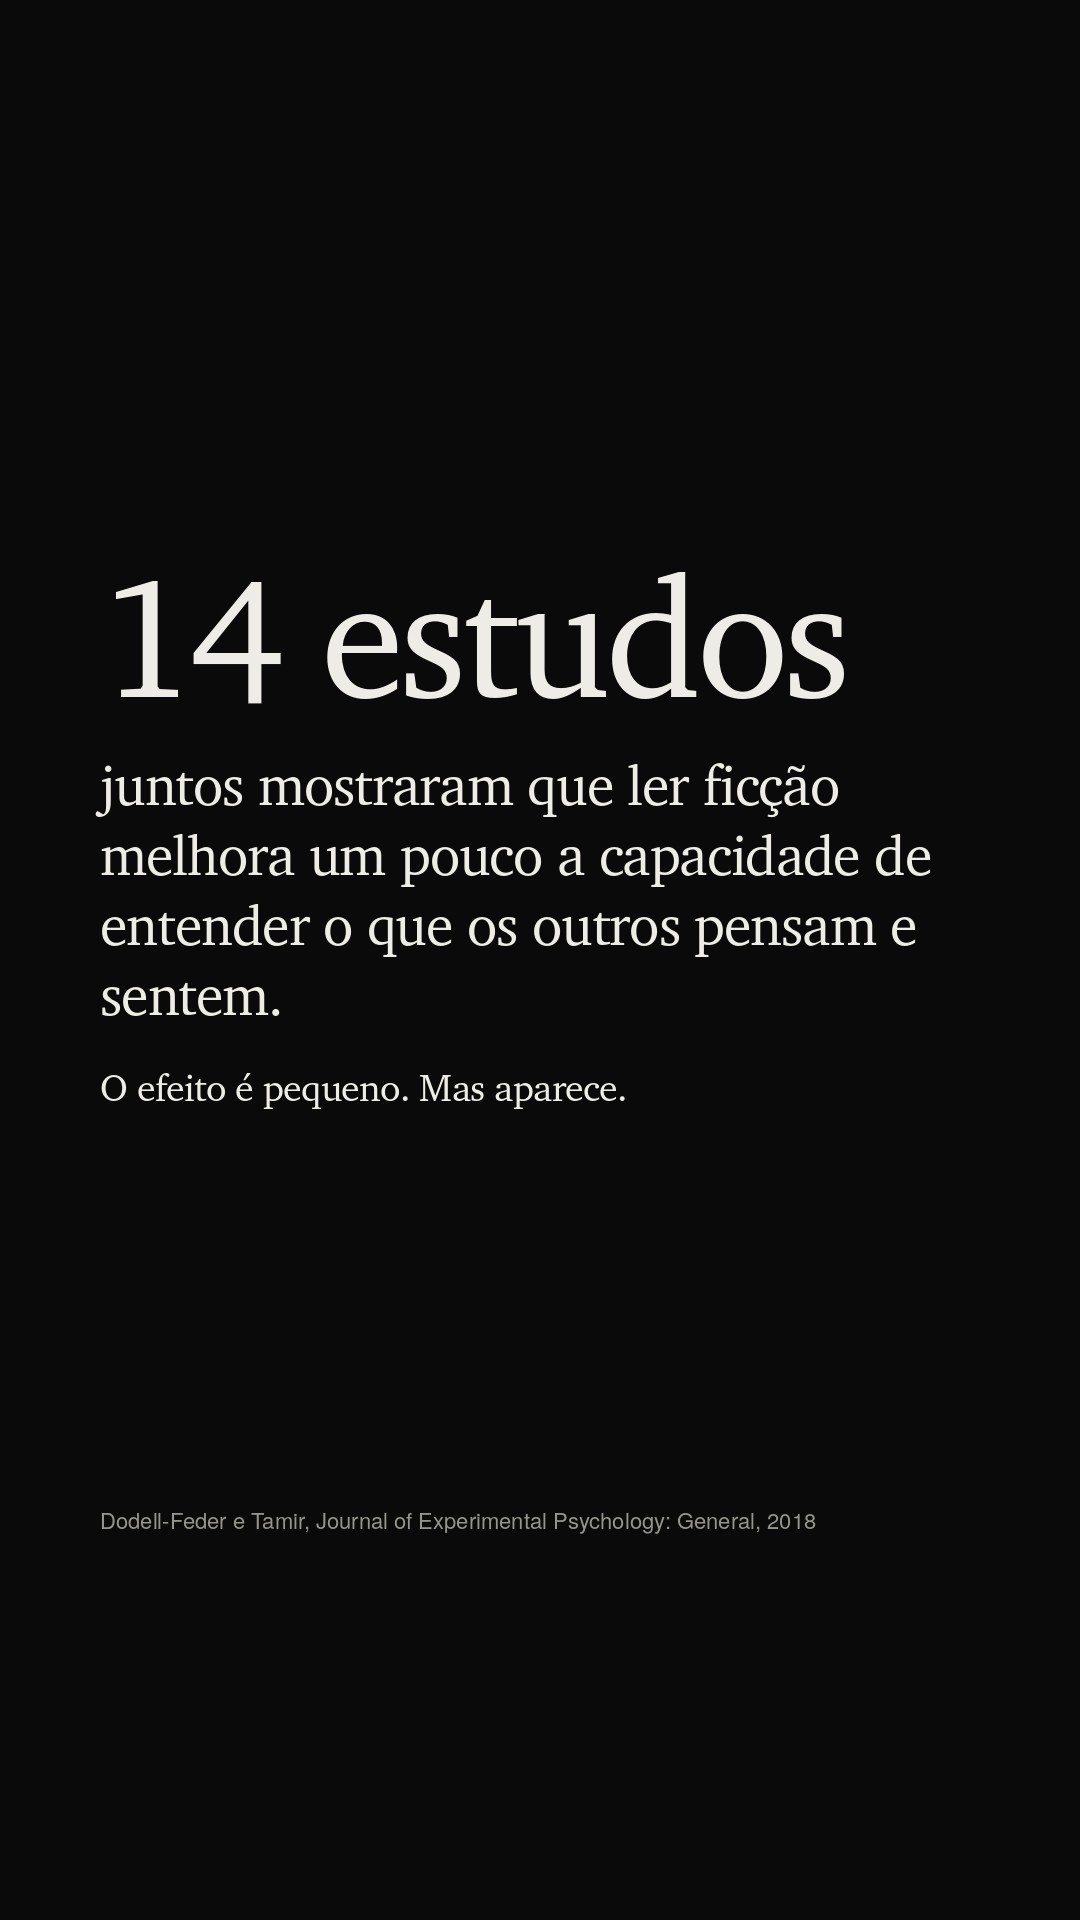 14 estudos
juntos mostraram que ler ficção
melhora um pouco a capacidade de
entender o que os outros pensam e
sentem.
O efeito é pequeno. Mas aparece.
Dodell-Feder e Tamir, Journal of Experimental Psychology: General, 2018